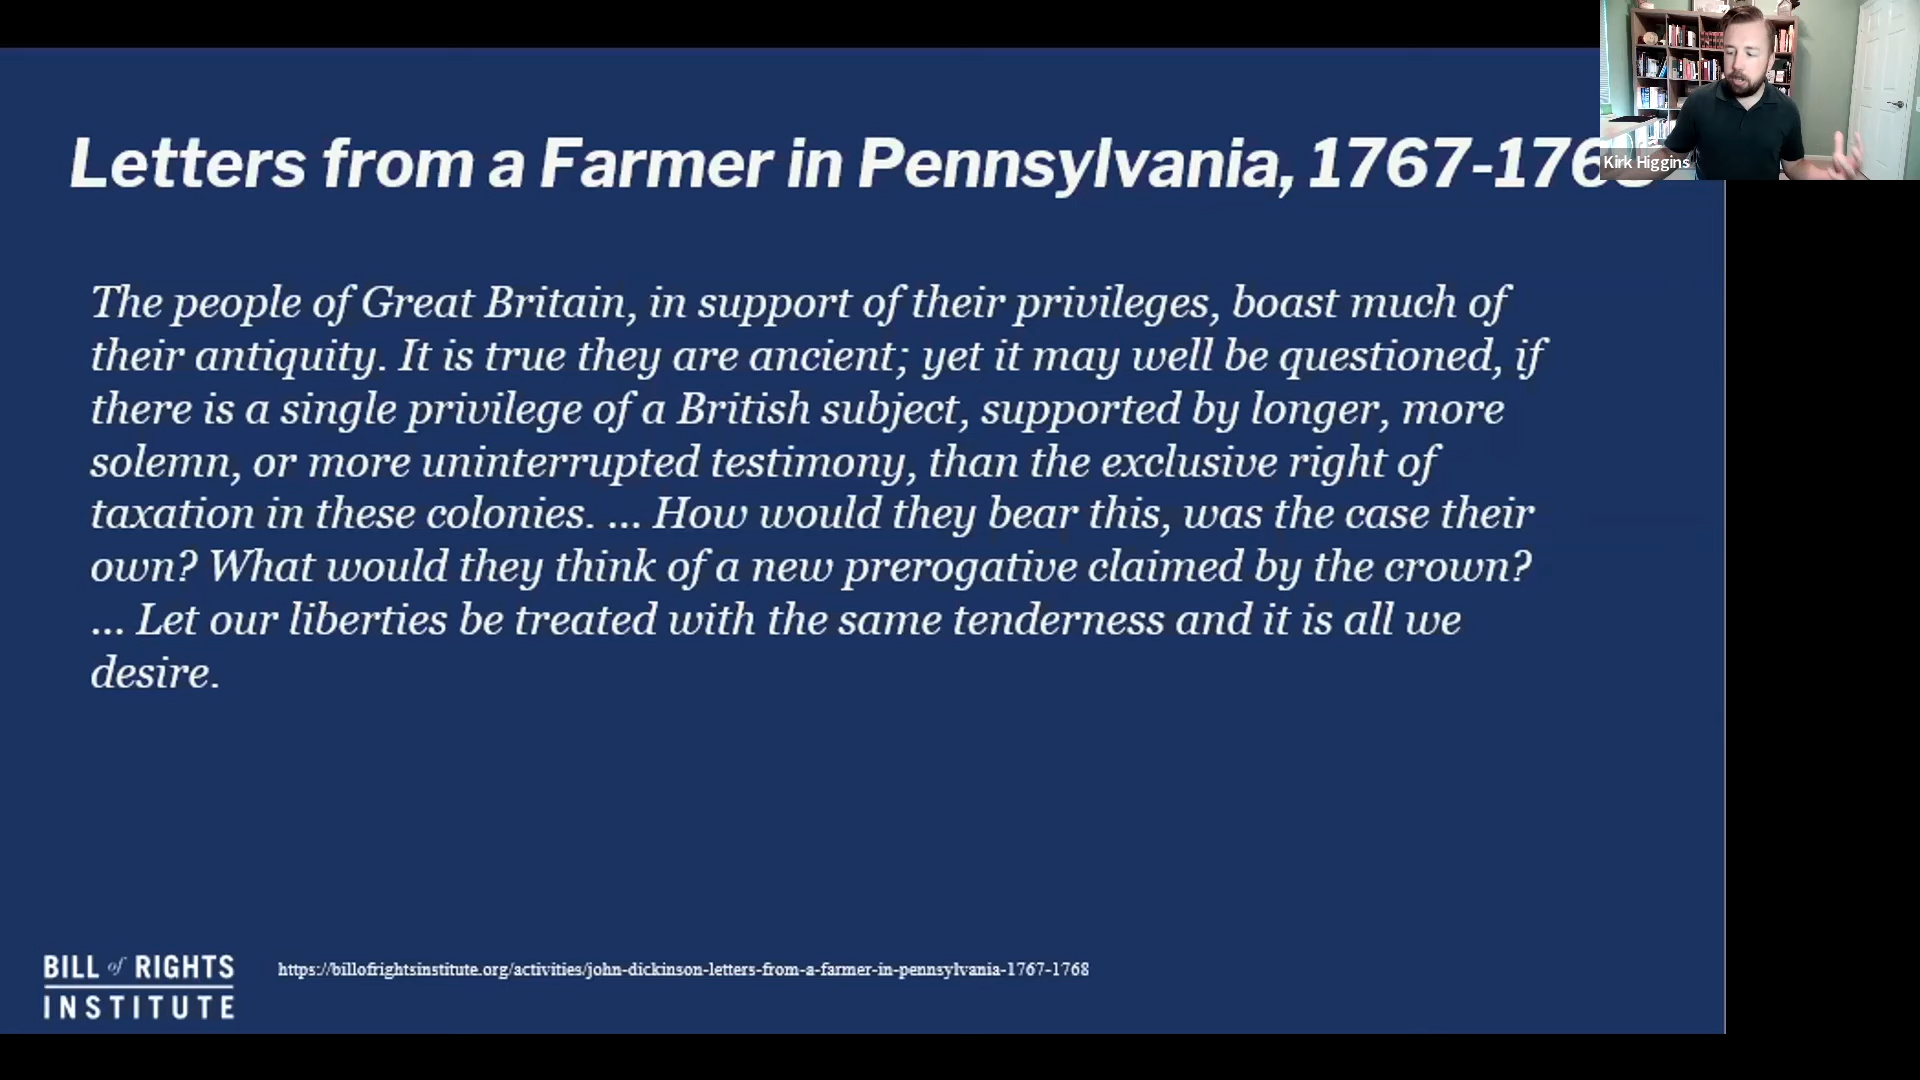 Letters from a Farmer in Pennsylvania, 1767-176
Kirk Higgins
The people of Great Britain, in support of their privileges, boast much of
their antiquity. It is true they are ancient; yet it may well be questioned, if
there is a single privilege of a British subject, supported by longer, more
solemn, or more uninterrupted testimony, than the exclusive right of
taxation in these colonies. ... How would they bear this, was the case their
own? What would they think of a new prerogative claimed by the crown?
... Let our liberties be treated with the same tenderness and it is all we
desire.
BILL of RIGHTS
INSTITUTE
https://billofrightsinstitute.org/activities/john-dickinson-letters-from-a-farmer-in-pennsylvania-1767-1768